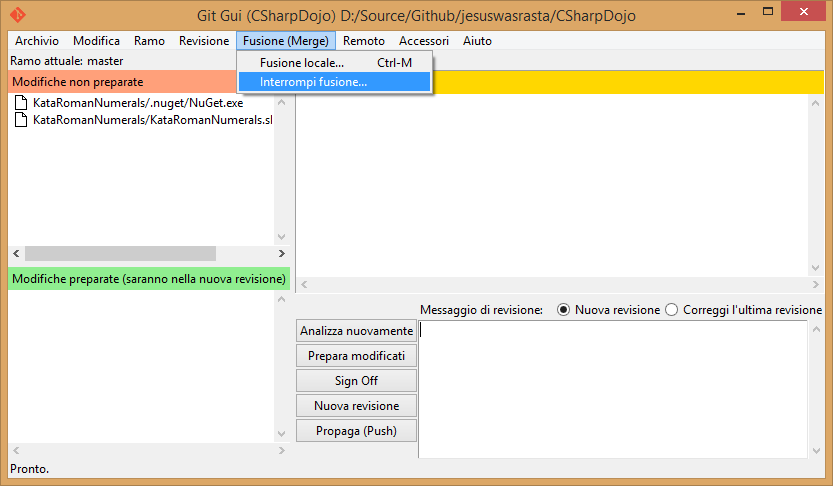 Git Gui (CSharpDojo) D:/Source/Github/jesuswasrasta/CSharpDojo
Archivio Modifica Ramo Revisione Fusione (Merge) Remoto Accessori Aiuto
Ramo attuale: master
Fusione locale... Ctrl-M
Interrompi fusione...
Modifiche non preparate
KataRomanNumerals/.nuget/NuGet.exe
KataRomanNumerals/KataRomanNumerals.sl
Modifiche preparate (saranno nella nuova revisione)
Messaggio di revisione: Nuova revisione Correggi l'ultima revisione
Analizza nuovamente
Prepara modificati
Sign Off
Nuova revisione
Propaga (Push)
Pronto.